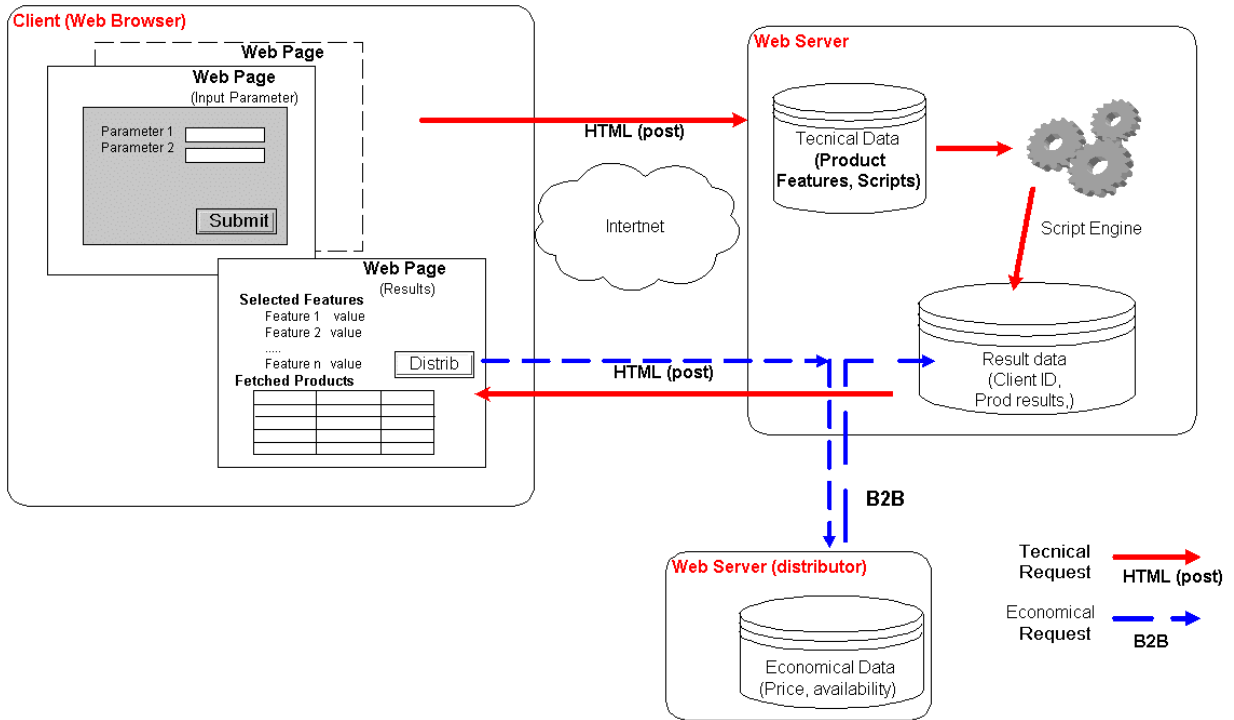 Client (Web Browser)
Web Page
Web Page
(Input Parameter)
Parameter 1
Parameter 2
Submit
Web Page
(Results)
Selected Features
Feature 1 value
Feature 2 value
.....
Feature n value
Distrib
Fetched Products
HTML (post)
Internet
HTML (post)
Web Server
Tecnical Data
(Product
Features, Scripts)
Script Engine
Result data
(Client ID,
Prod results,)
B2B
Web Server (distributor)
Economical Data
(Price, availability)
Tecnical
Request
HTML (post)
Economical
Request
B2B